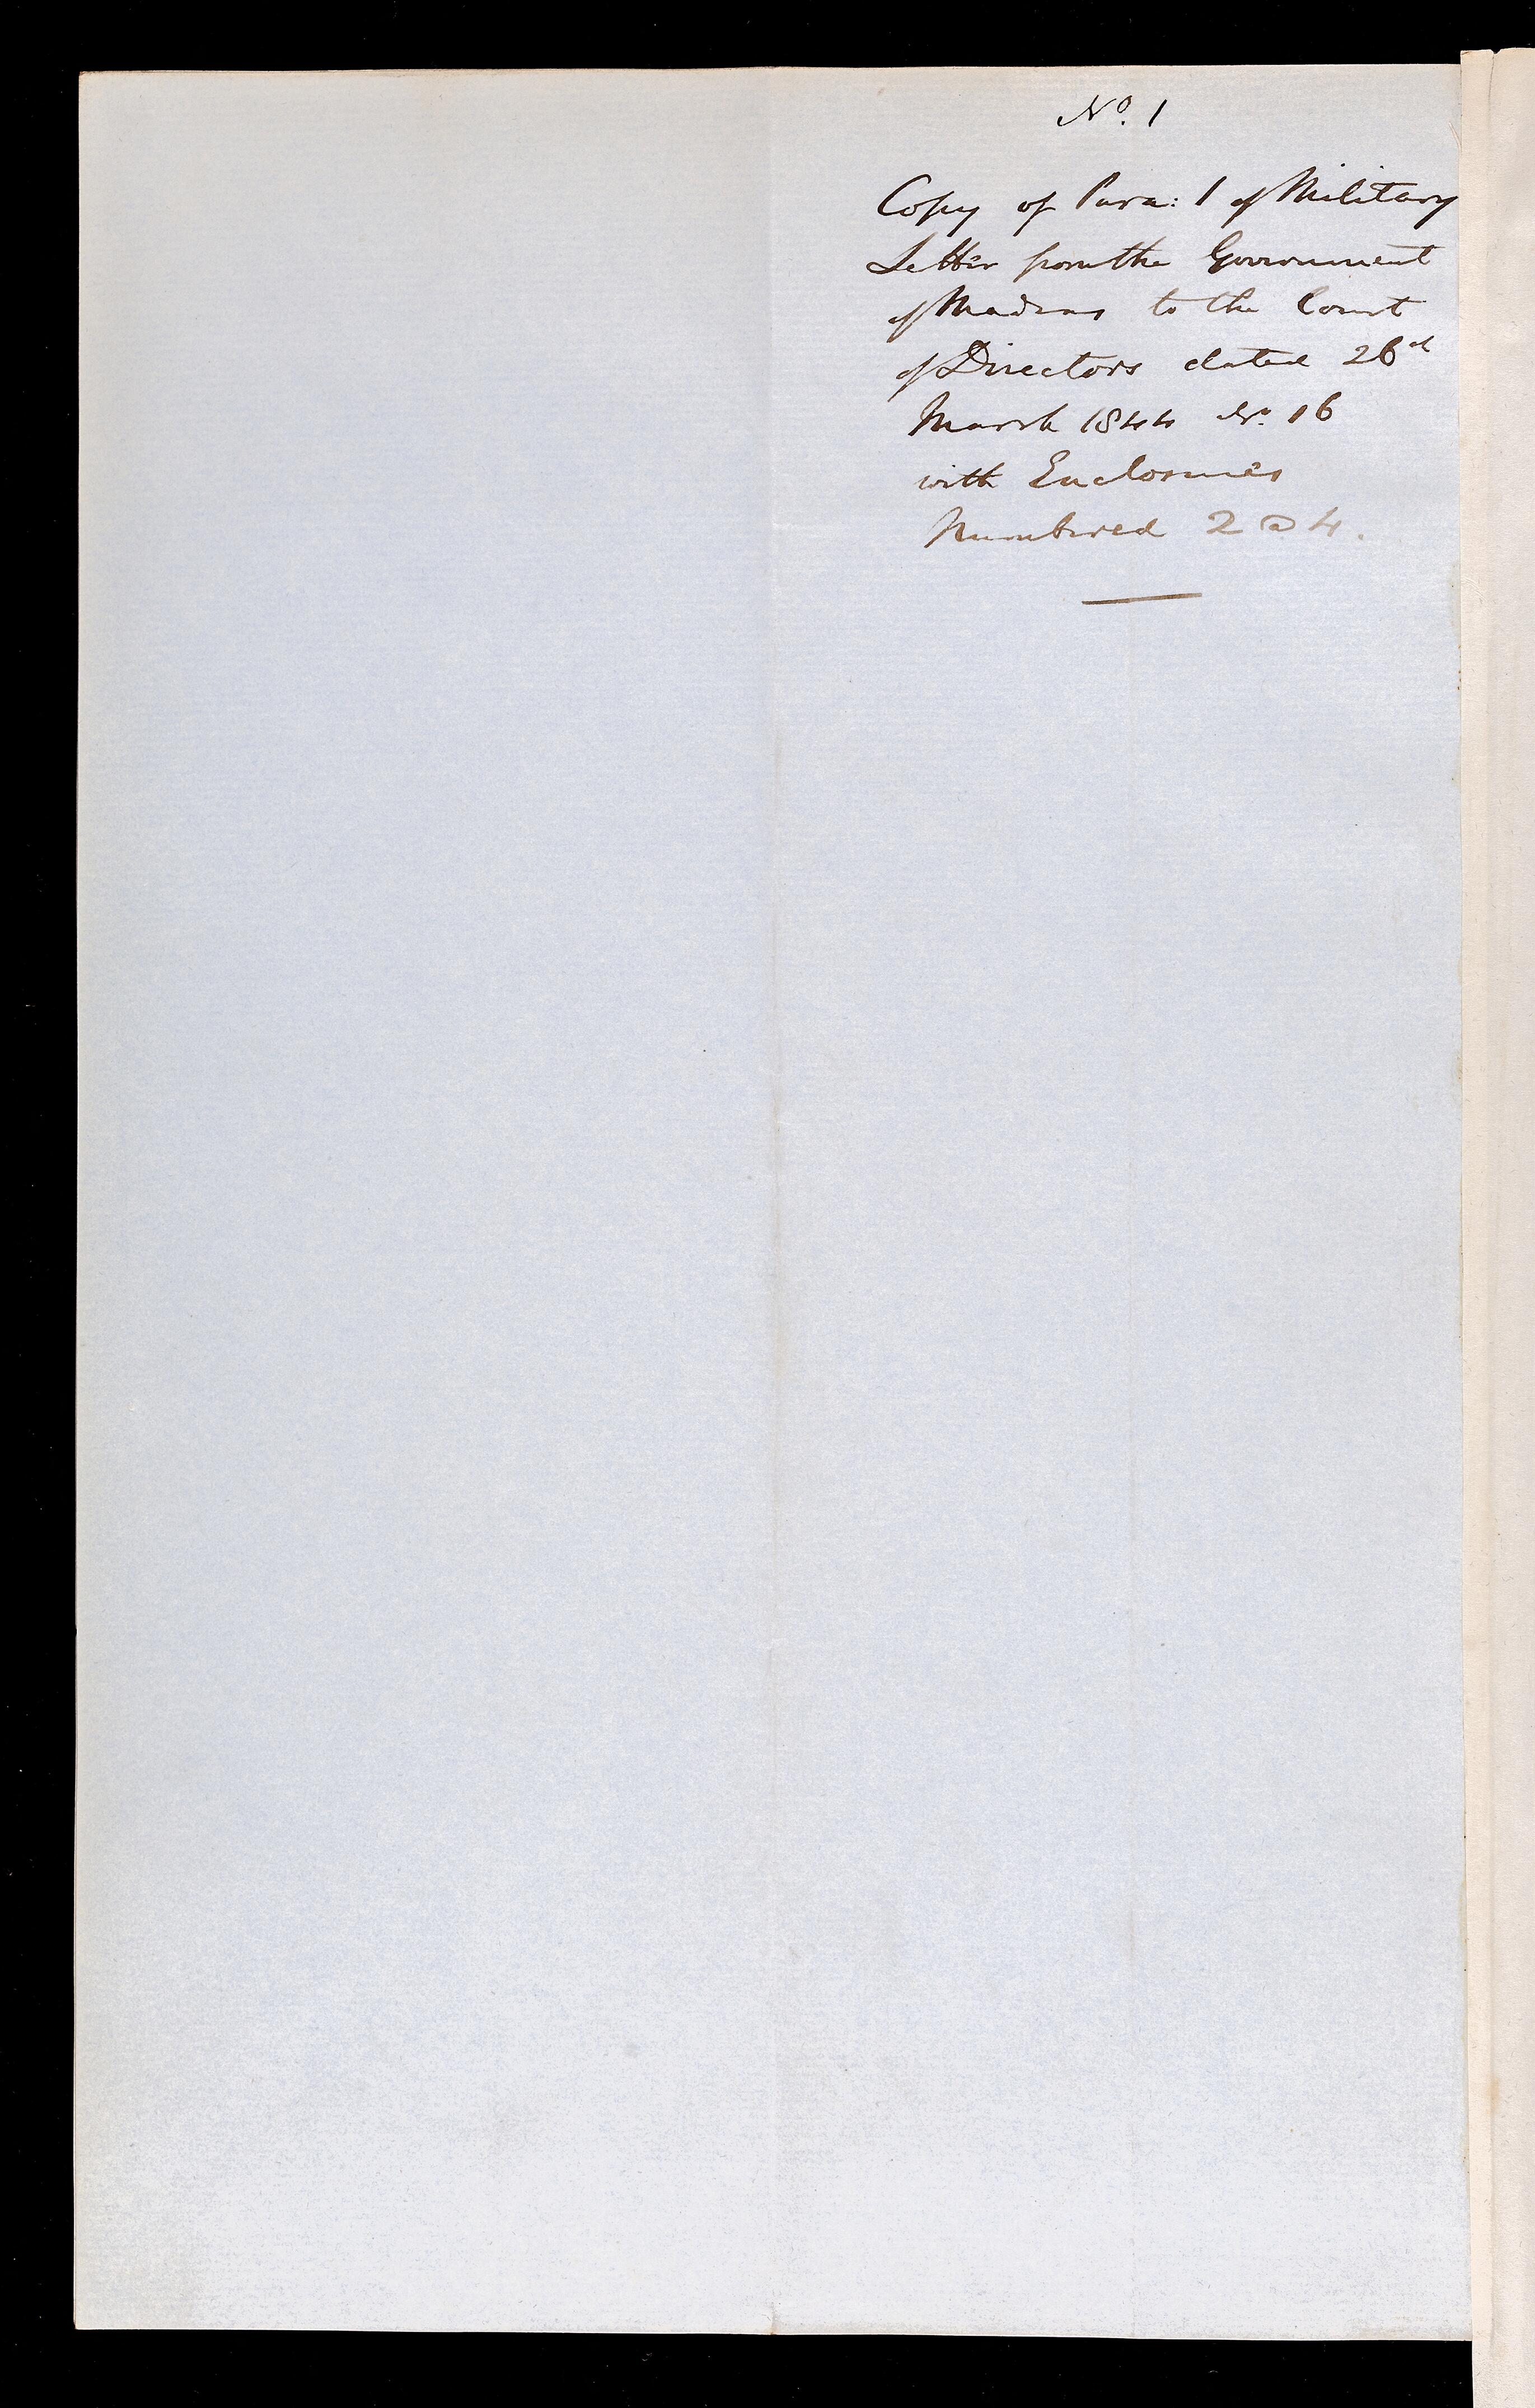 No. 1
Copy of Para: 1 of Military
Letter from the Government
of Madras to the Court
of Directors dated 26th
March 1844 No. 16
with Enclosures
Numbered 2 @ 4.